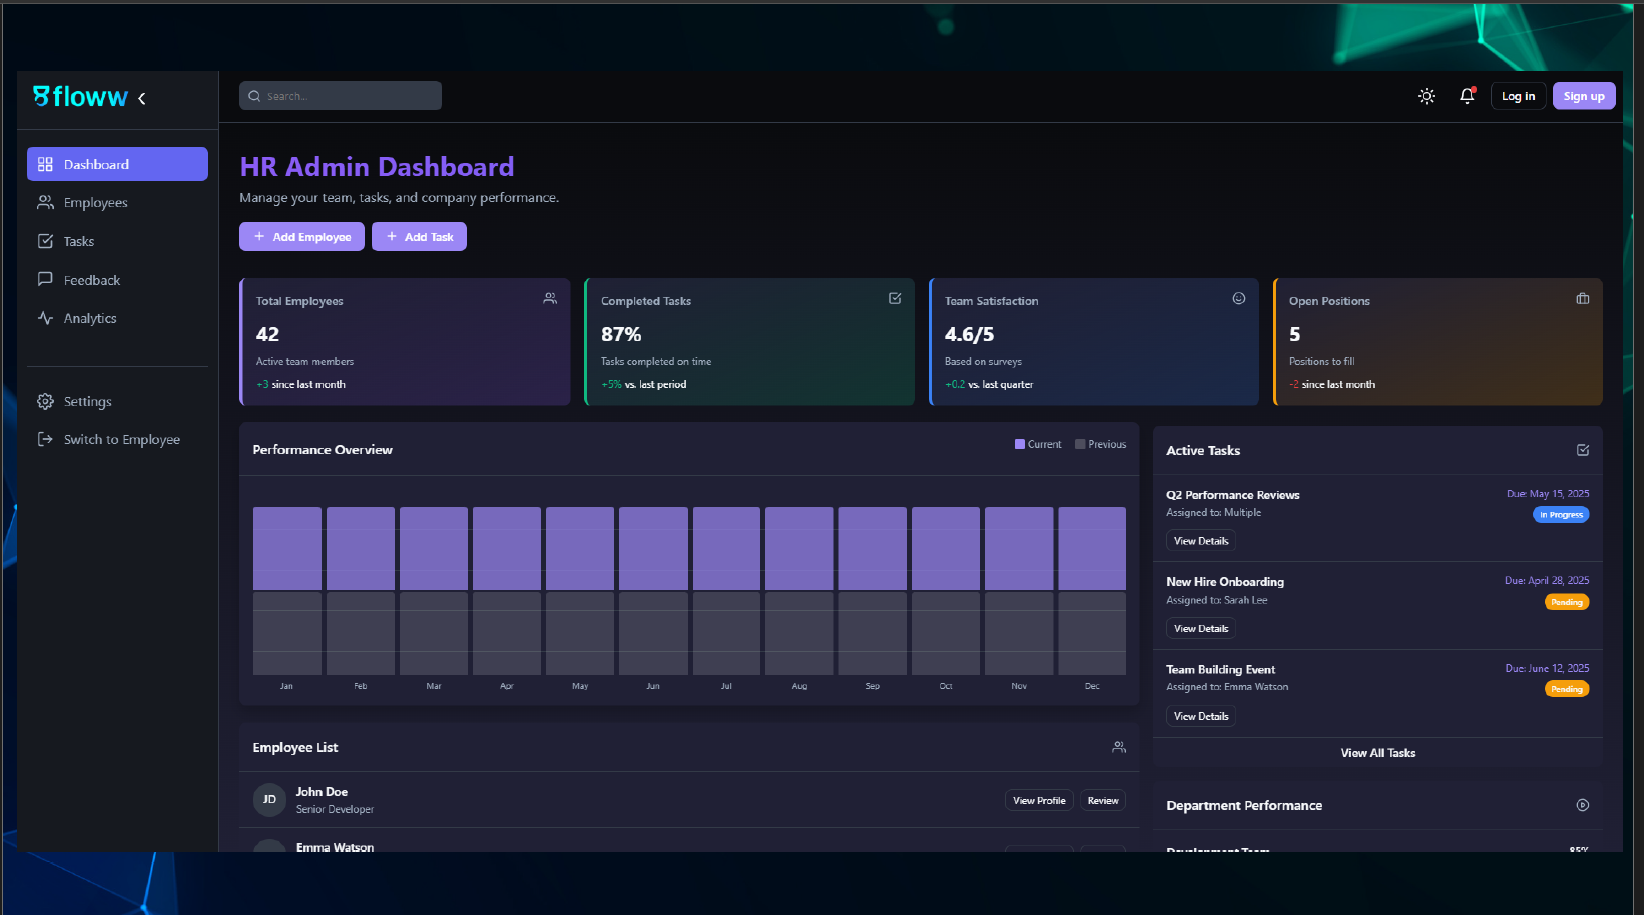 8floww
Dashboard
Employees
Tasks
Feedback
Analytics
Settings
Switch to Employee
Search...
Log in
Sign up
HR Admin Dashboard
Manage your team, tasks, and company performance.
+ Add Employee
+ Add Task
Total Employees
42
Active team members
+3 since last month
Completed Tasks
87%
Tasks completed on time
+5% vs. last period
Team Satisfaction
4.6/5
Based on surveys
+0.2 vs. last quarter
Open Positions
5
Positions to fill
-2 since last month
Performance Overview
Current
Previous
Jan Feb Mar Apr May Jun Jul Aug Sep Oct Nov Dec
Employee List
JD
John Doe
Senior Developer
View Profile
Review
Emma Watson
Active Tasks
Q2 Performance Reviews
Due: May 15, 2025
Assigned to: Multiple
In Progress
View Details
New Hire Onboarding
Due: April 28, 2025
Assigned to: Sarah Lee
Pending
View Details
Team Building Event
Due: June 12, 2025
Assigned to: Emma Watson
Pending
View Details
View All Tasks
Department Performance
Development Team
85%